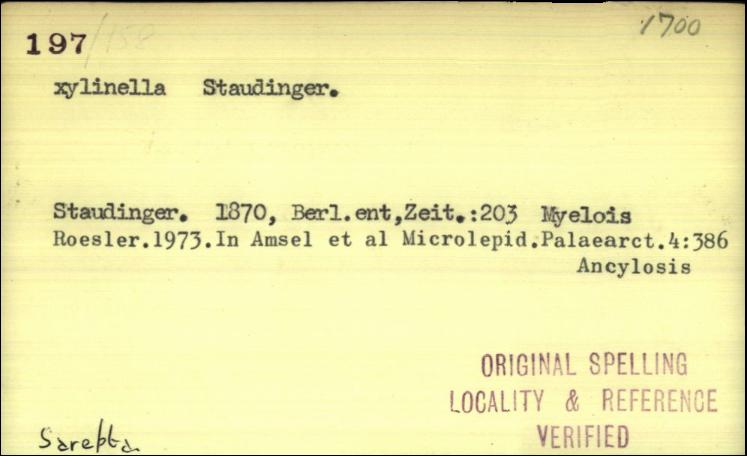 197/158
1700
xylinella Staudinger.
Staudinger. 1870, Berl.ent,Zeit.:203 Myelois
Roesler.1973.In Amsel et al Microlepid.Palaearct.4:386
Ancylosis
ORIGINAL SPELLING
LOCALITY & REFERENCE
VERIFIED
Sarepta.